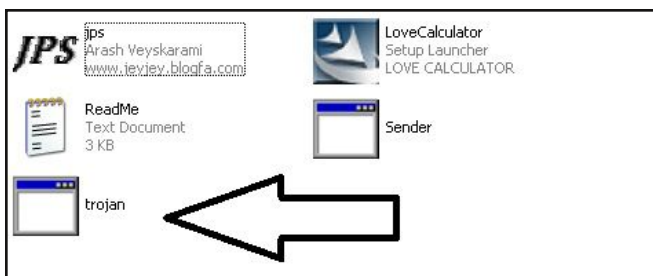 JPS
jps
Arash Veyskarami
www.jeyjey.blogfa.com
LoveCalculator
Setup Launcher
LOVE CALCULATOR
ReadMe
Text Document
3 KB
Sender
trojan